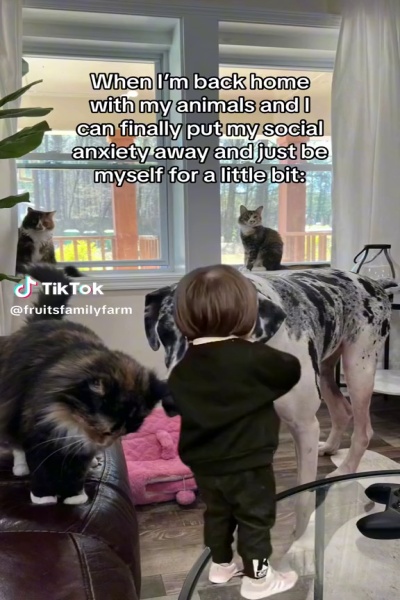 When I'm back home
with my animals and I
can finally put my social
anxiety away and just be
myself for a little bit:
TikTok
@fruitsfamilyfarm